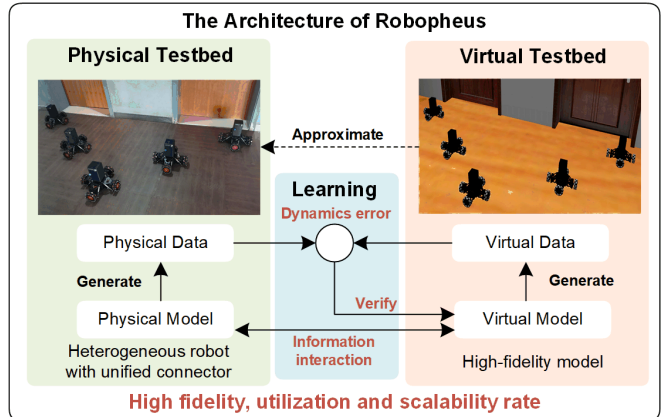 The Architecture of Robopheus
Physical Testbed
Virtual Testbed
Approximate
Learning
Dynamics error
Physical Data
Virtual Data
Generate
Generate
Verify
Physical Model
Virtual Model
Information
interaction
Heterogeneous robot
with unified connector
High-fidelity model
High fidelity, utilization and scalability rate